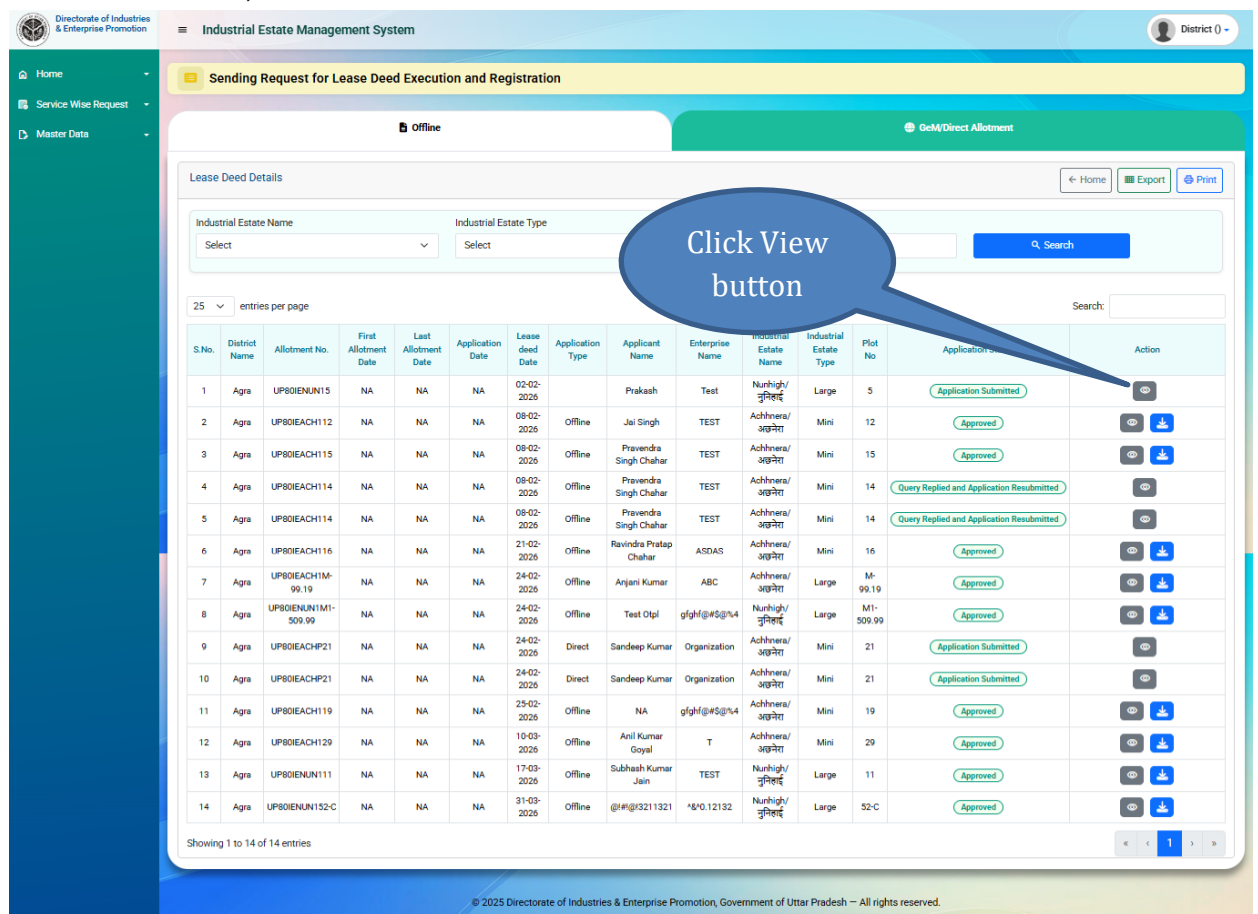 Directorate of Industries
& Enterprise Promotion
≡ Industrial Estate Management System
District ()
Home
Service Wise Request
Master Data
Sending Request for Lease Deed Execution and Registration
Offline
GeM/Direct Allotment
Lease Deed Details
← Home Export Print
Industrial Estate Name Industrial Estate Type
Select Select Search
Click View
button
25 entries per page Search:
S.No. District Name Allotment No. First Allotment Date Last Allotment Date Application Date Lease deed Date Application Type Applicant Name Enterprise Name Industrial Estate Name Industrial Estate Type Plot No Application Action
1 Agra UP80IENUN15 NA NA NA 02-02-2026 Prakash Test Nunhigh/नुनिहाई Large 5 Application Submitted
2 Agra UP80IEACH112 NA NA NA 08-02-2026 Offline Jai Singh TEST Achhnera/अछनेरा Mini 12 Approved
3 Agra UP80IEACH115 NA NA NA 08-02-2026 Offline Pravendra Singh Chahar TEST Achhnera/अछनेरा Mini 15 Approved
4 Agra UP80IEACH114 NA NA NA 08-02-2026 Offline Pravendra Singh Chahar TEST Achhnera/अछनेरा Mini 14 Query Replied and Application Resubmitted
5 Agra UP80IEACH114 NA NA NA 08-02-2026 Offline Pravendra Singh Chahar TEST Achhnera/अछनेरा Mini 14 Query Replied and Application Resubmitted
6 Agra UP80IEACH116 NA NA NA 21-02-2026 Offline Ravindra Pratap Chahar ASDAS Achhnera/अछनेरा Mini 16 Approved
7 Agra UP80IEACH1M-99.19 NA NA NA 24-02-2026 Offline Anjani Kumar ABC Achhnera/अछनेरा Large M-99.19 Approved
8 Agra UP80IENUN1M1-509.99 NA NA NA 24-02-2026 Offline Test Otpl gfghf@#$@%4 Nunhigh/नुनिहाई Large M1-509.99 Approved
9 Agra UP80IEACHP21 NA NA NA 24-02-2026 Direct Sandeep Kumar Organization Achhnera/अछनेरा Mini 21 Application Submitted
10 Agra UP80IEACHP21 NA NA NA 24-02-2026 Direct Sandeep Kumar Organization Achhnera/अछनेरा Mini 21 Application Submitted
11 Agra UP80IEACH119 NA NA NA 25-02-2026 Offline NA gfghf@#$@%4 Achhnera/अछनेरा Mini 19 Approved
12 Agra UP80IEACH129 NA NA NA 10-03-2026 Offline Anil Kumar Goyal T Achhnera/अछनेरा Mini 29 Approved
13 Agra UP80IENUN111 NA NA NA 17-03-2026 Offline Subhash Kumar Jain TEST Nunhigh/नुनिहाई Large 11 Approved
14 Agra UP80IENUN152-C NA NA NA 31-03-2026 Offline @!#!@!3211321 ^&^0.12132 Nunhigh/नुनिहाई Large 52-C Approved
Showing 1 to 14 of 14 entries « ‹ 1 › »
© 2025 Directorate of Industries & Enterprise Promotion, Government of Uttar Pradesh — All rights reserved.